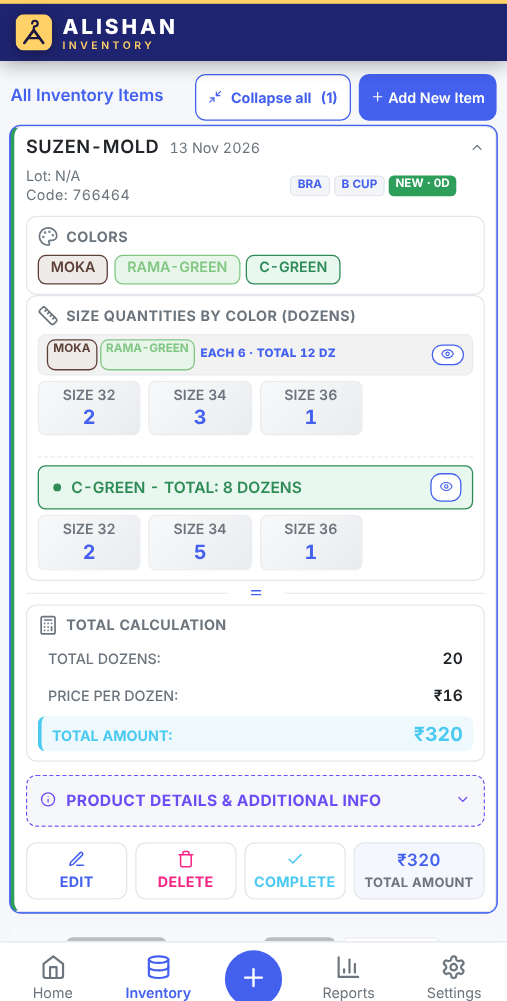 ALISHAN
INVENTORY
All Inventory Items
Collapse all (1)
+ Add New Item
SUZEN-MOLD 13 Nov 2026
Lot: N/A
Code: 766464
BRA B CUP NEW · 0D
COLORS
MOKA RAMA-GREEN C-GREEN
SIZE QUANTITIES BY COLOR (DOZENS)
MOKA RAMA-GREEN EACH 6 · TOTAL 12 DZ
SIZE 32 SIZE 34 SIZE 36
2 3 1
C-GREEN - TOTAL: 8 DOZENS
SIZE 32 SIZE 34 SIZE 36
2 5 1
=
TOTAL CALCULATION
TOTAL DOZENS: 20
PRICE PER DOZEN: ₹16
TOTAL AMOUNT: ₹320
PRODUCT DETAILS & ADDITIONAL INFO
EDIT DELETE COMPLETE
₹320
TOTAL AMOUNT
Home Inventory Reports Settings